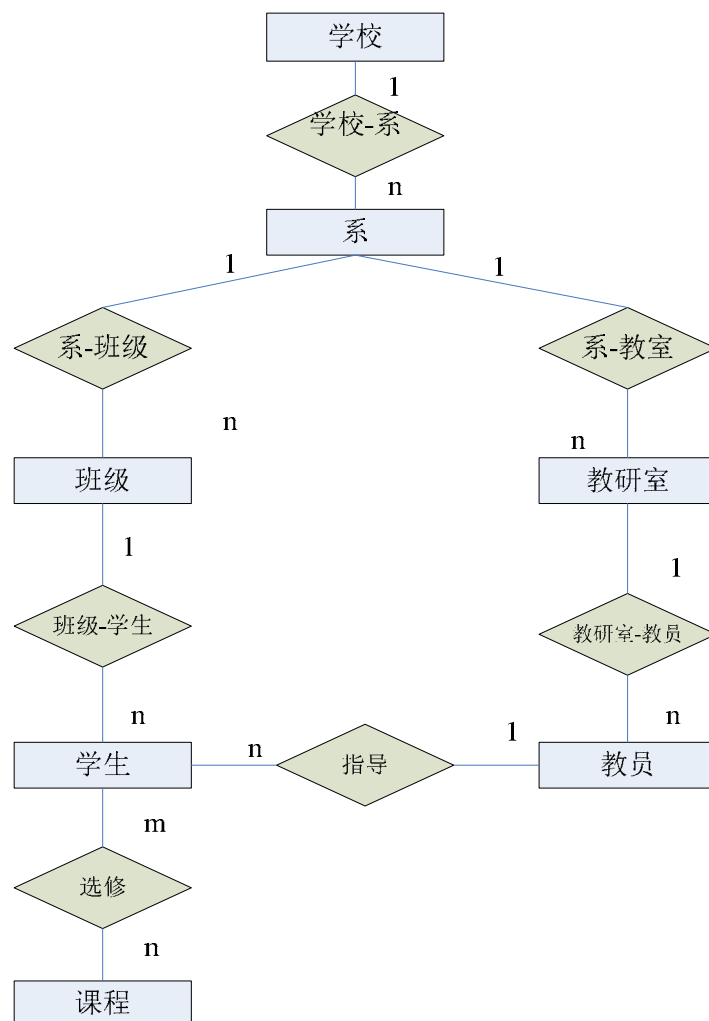 学校
1
学校-系
n
系
1
1
系-班级
系-教室
n
n
班级
教研室
1
1
班级-学生
教研室-教员
n
n
学生
n
指导
1
教员
m
选修
n
课程